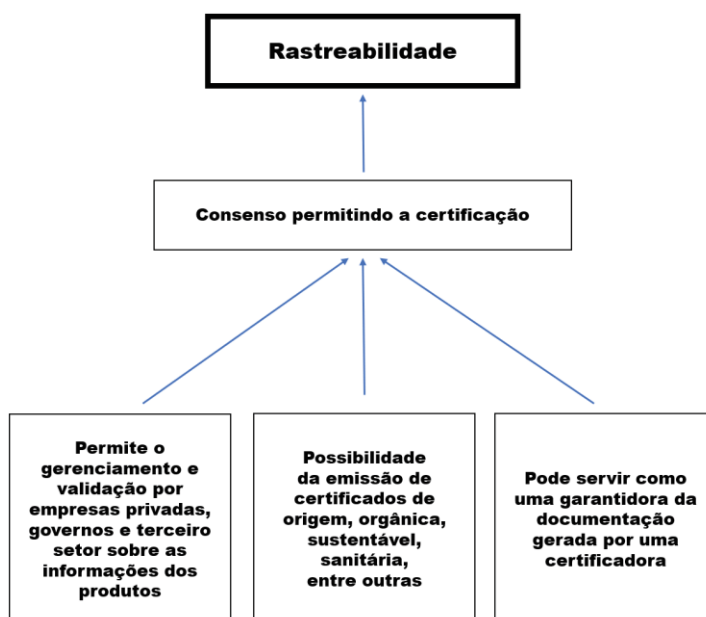 Rastreabilidade
Consenso permitindo a certificação
Permite o
gerenciamento e
validação por
empresas privadas,
governos e terceiro
setor sobre as
informações dos
produtos
Possibilidade
da emissão de
certificados de
origem, orgânica,
sustentável,
sanitária,
entre outras
Pode servir como
uma garantidora da
documentação
gerada por uma
certificadora